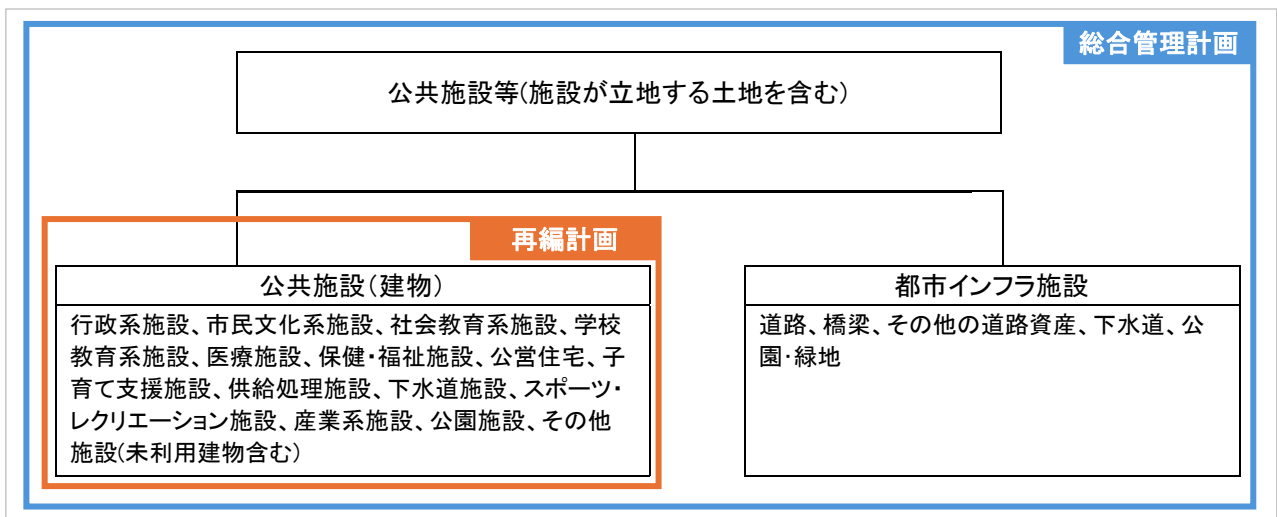 総合管理計画
公共施設等(施設が立地する土地を含む)
再編計画
公共施設(建物)
行政系施設、市民文化系施設、社会教育系施設、学校
教育系施設、医療施設、保健・福祉施設、公営住宅、子
育て支援施設、供給処理施設、下水道施設、スポーツ・
レクリエーション施設、産業系施設、公園施設、その他
施設(未利用建物含む)
都市インフラ施設
道路、橋梁、その他の道路資産、下水道、公
園・緑地